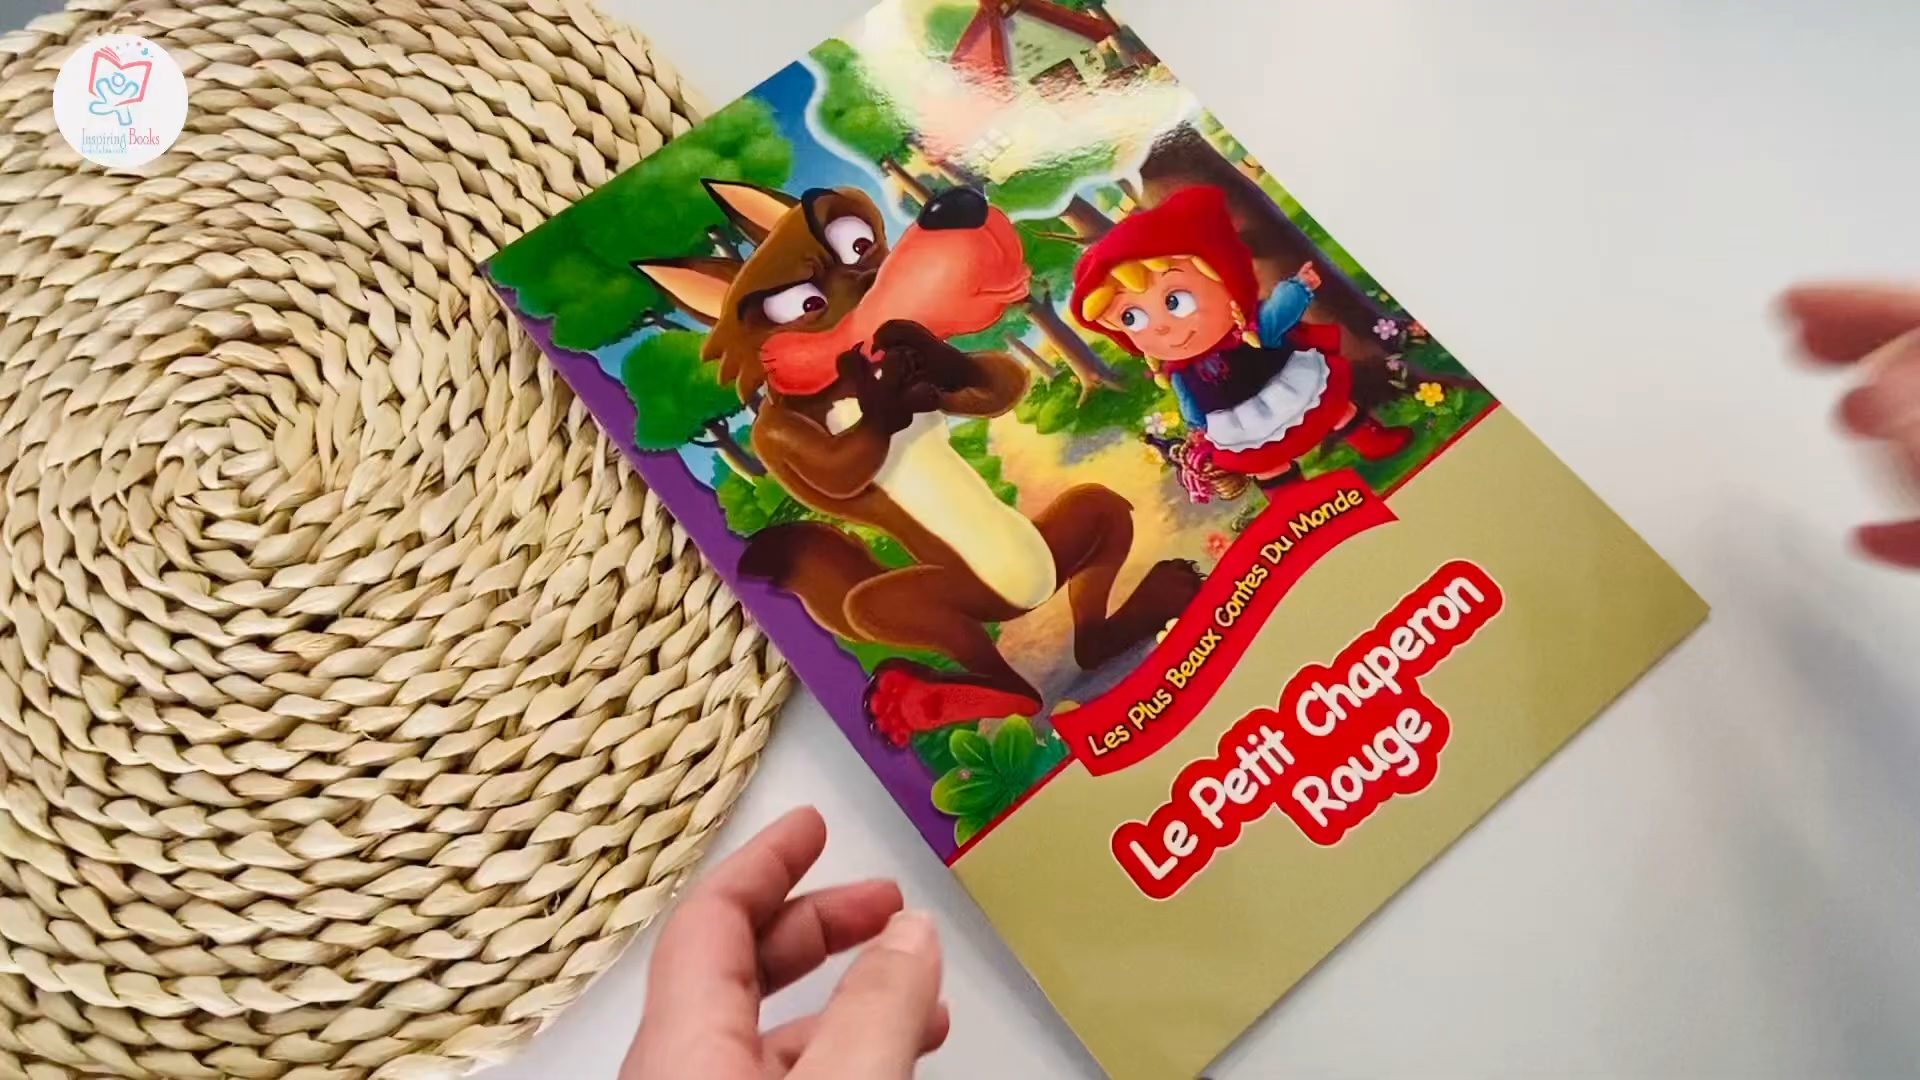 Inspiring Books
Les Plus Beaux Contes Du Monde
Le Petit Chaperon
Rouge